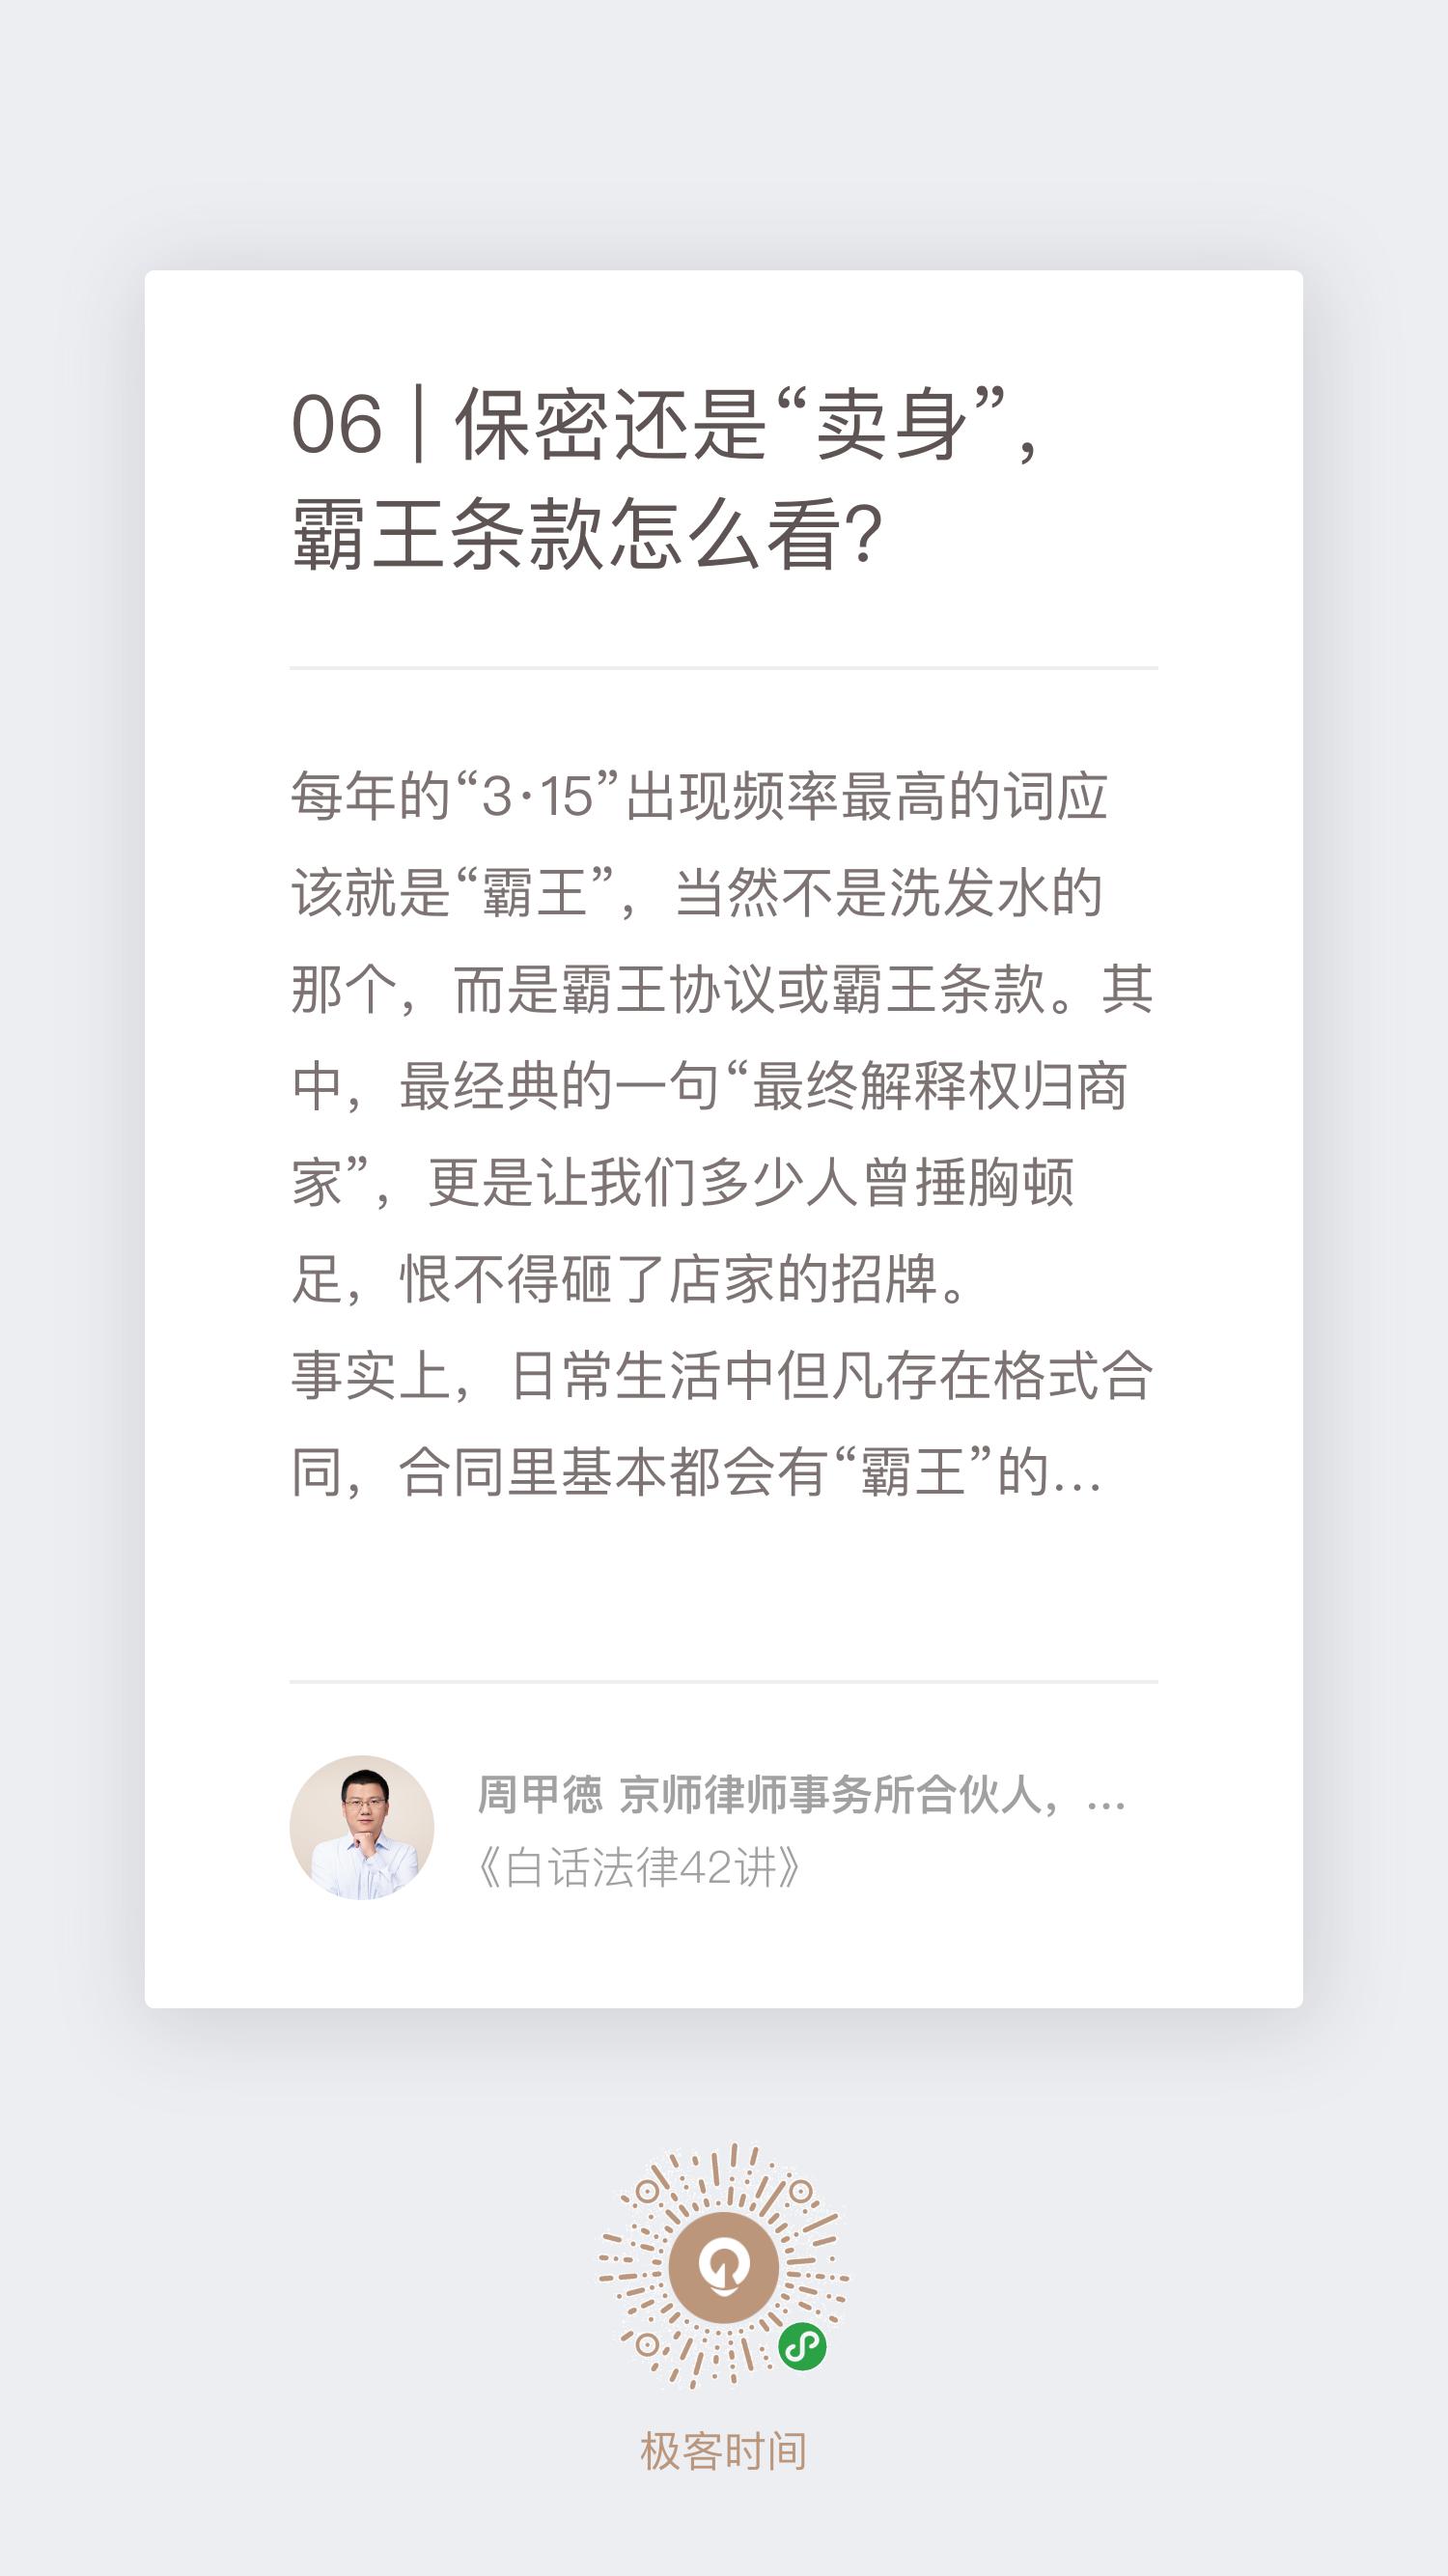 06 | 保密还是“卖身”，
霸王条款怎么看？
每年的“3·15”出现频率最高的词应
该就是“霸王”，当然不是洗发水的
那个，而是霸王协议或霸王条款。其
中，最经典的一句“最终解释权归商
家”，更是让我们多少人曾捶胸顿
足，恨不得砸了店家的招牌。
事实上，日常生活中但凡存在格式合
同，合同里基本都会有“霸王”的...
周甲德 京师律师事务所合伙人，...
《白话法律42讲》
极客时间